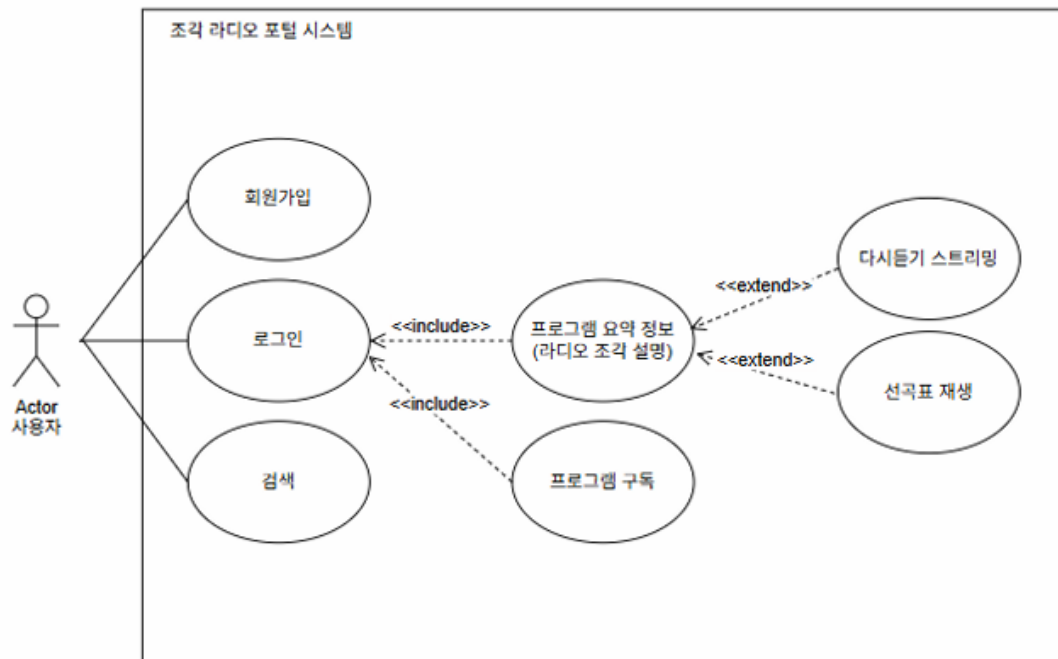 조각 라디오 포털 시스템
회원가입
다시듣기 스트리밍
<<extend>>
로그인
<<include>>
프로그램 요약 정보
(라디오 조각 설명)
<<extend>>
선곡표 재생
<<include>>
Actor
사용자
검색
프로그램 구독